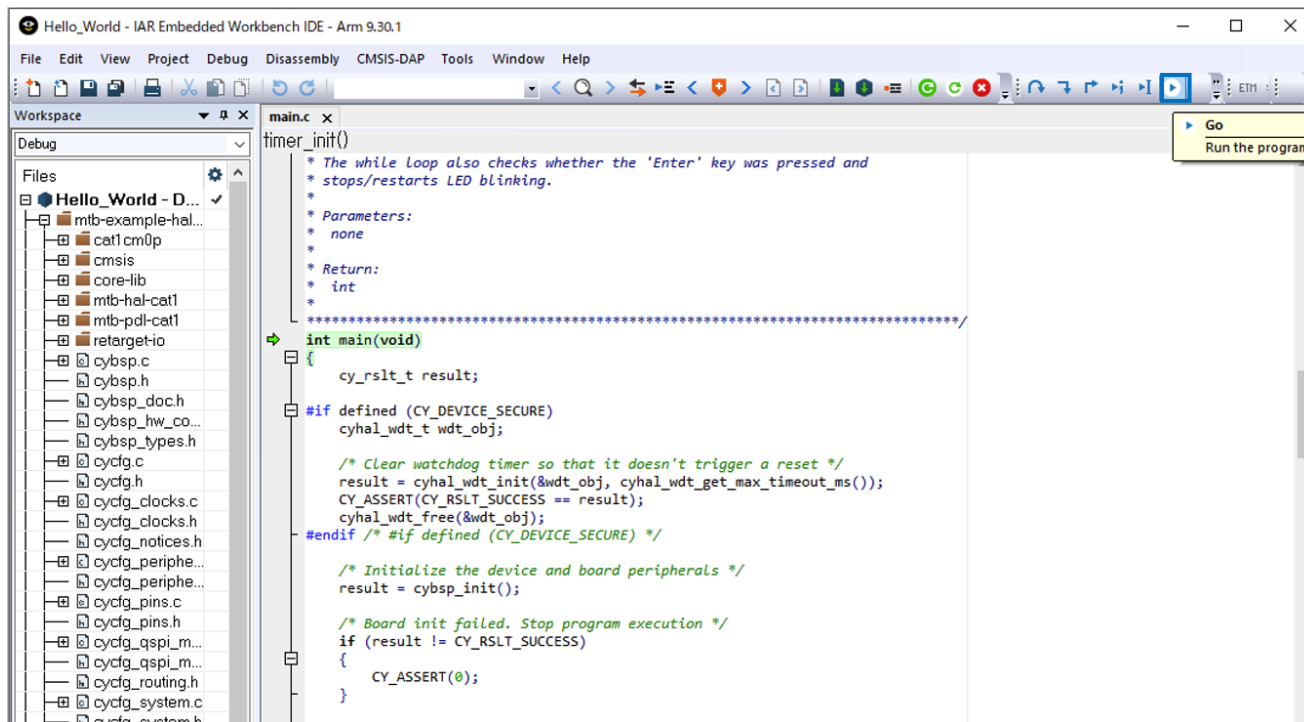 Hello_World - IAR Embedded Workbench IDE - Arm 9.30.1
File Edit View Project Debug Disassembly CMSIS-DAP Tools Window Help
ETM
Workspace
main.c
Go
Run the program
Debug
timer_init()
Files
Hello_World - D...
mtb-example-hal...
cat1cm0p
cmsis
core-lib
mtb-hal-cat1
mtb-pdl-cat1
retarget-io
cybsp.c
cybsp.h
cybsp_doc.h
cybsp_hw_co...
cybsp_types.h
cycfg.c
cycfg.h
cycfg_clocks.c
cycfg_clocks.h
cycfg_notices.h
cycfg_periphe...
cycfg_periphe...
cycfg_pins.c
cycfg_pins.h
cycfg_qspi_m...
cycfg_qspi_m...
cycfg_routing.h
cycfg_system.c
cycfg_system.h
* The while loop also checks whether the 'Enter' key was pressed and
* stops/restarts LED blinking.
*
* Parameters:
*  none
*
* Return:
*  int
*
*******************************************************************************/
int main(void)
{
cy_rslt_t result;
#if defined (CY_DEVICE_SECURE)
cyhal_wdt_t wdt_obj;
/* Clear watchdog timer so that it doesn't trigger a reset */
result = cyhal_wdt_init(&wdt_obj, cyhal_wdt_get_max_timeout_ms());
CY_ASSERT(CY_RSLT_SUCCESS == result);
cyhal_wdt_free(&wdt_obj);
#endif /* #if defined (CY_DEVICE_SECURE) */
/* Initialize the device and board peripherals */
result = cybsp_init();
/* Board init failed. Stop program execution */
if (result != CY_RSLT_SUCCESS)
{
CY_ASSERT(0);
}